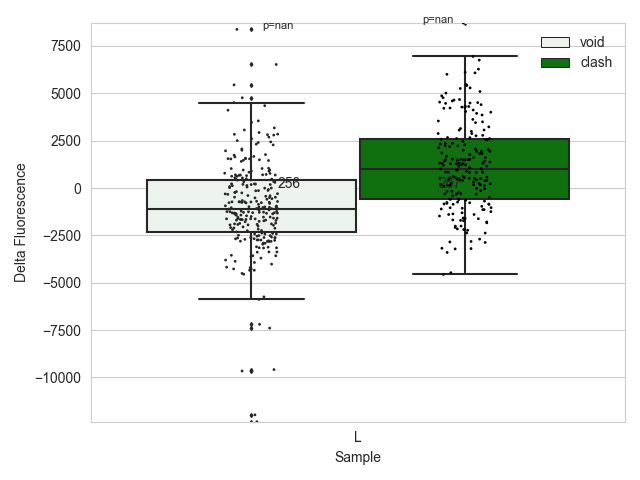 p=nan
p=nan
void
clash
7500
5000
2500
0
−2500
−5000
−7500
−10000
256
L
Sample
Delta Fluorescence